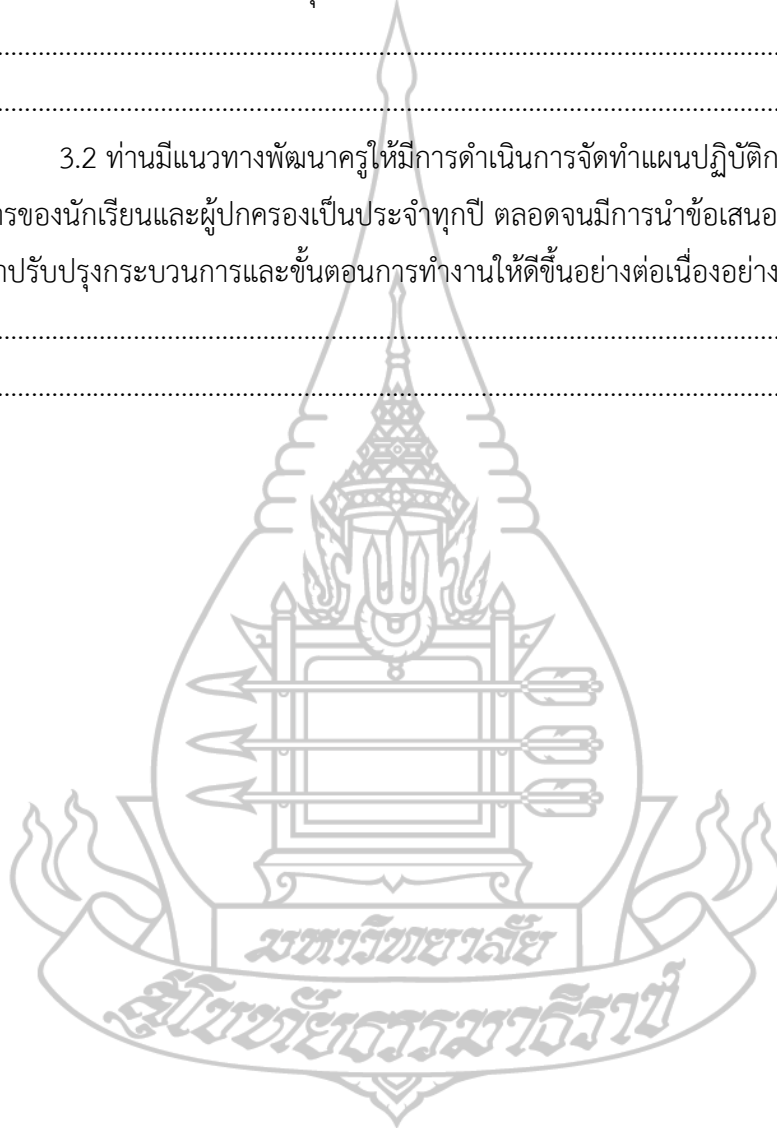 ..........................................................................................................................
..........................................................................................................................
3.2 ท่านมีแนวทางพัฒนาครูให้มีการดำเนินการจัดทำแผนปฏิบัติก
ารของนักเรียนและผู้ปกครองเป็นประจำทุกปี ตลอดจนมีการนำข้อเสนอ
าปรับปรุงกระบวนการและขั้นตอนการทำงานให้ดีขึ้นอย่างต่อเนื่องอย่าง
..........................................................................................................................
..........................................................................................................................
มหาวิทยาลัย
สุโขทัยธรรมาธิราช